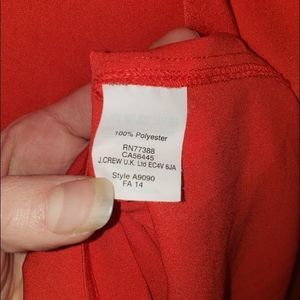 100% Polyester
RN77388
CA56445
J.CREW U.K. Ltd EC4V 6JA
Style A9090
FA 14